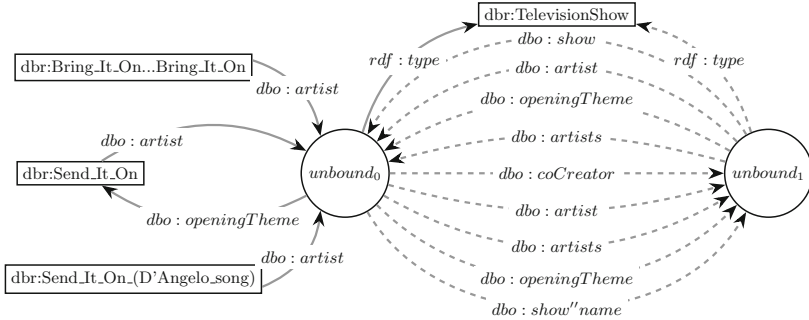 dbr:TelevisionShow
dbo : show
rdf : type
rdf : type
dbr:Bring_It_On...Bring_It_On
dbo : artist
dbo : artist
dbo : openingTheme
dbo : artist
dbo : artists
dbr:Send_It_On
unbound₀
dbo : coCreator
unbound₁
dbo : openingTheme
dbo : artist
dbo : artists
dbo : artist
dbr:Send_It_On_(D'Angelo_song)
dbo : openingTheme
dbo : show''name